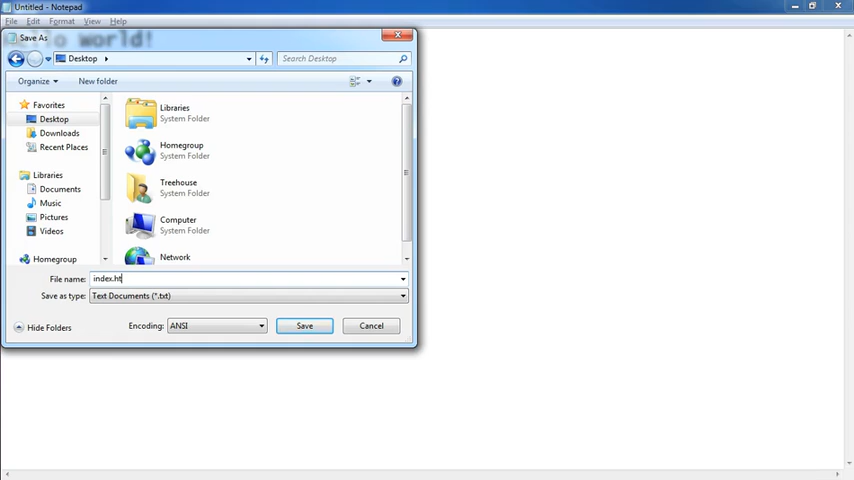 Untitled - Notepad
File Edit Format View Help
Hello world!
Save As
Desktop
Search Desktop
Organize New folder
Favorites
Desktop
Downloads
Recent Places
Libraries
Documents
Music
Pictures
Videos
Homegroup
Libraries
System Folder
Homegroup
System Folder
Treehouse
System Folder
Computer
System Folder
Network
File name: index.ht
Save as type: Text Documents (*.txt)
Hide Folders Encoding: ANSI Save Cancel